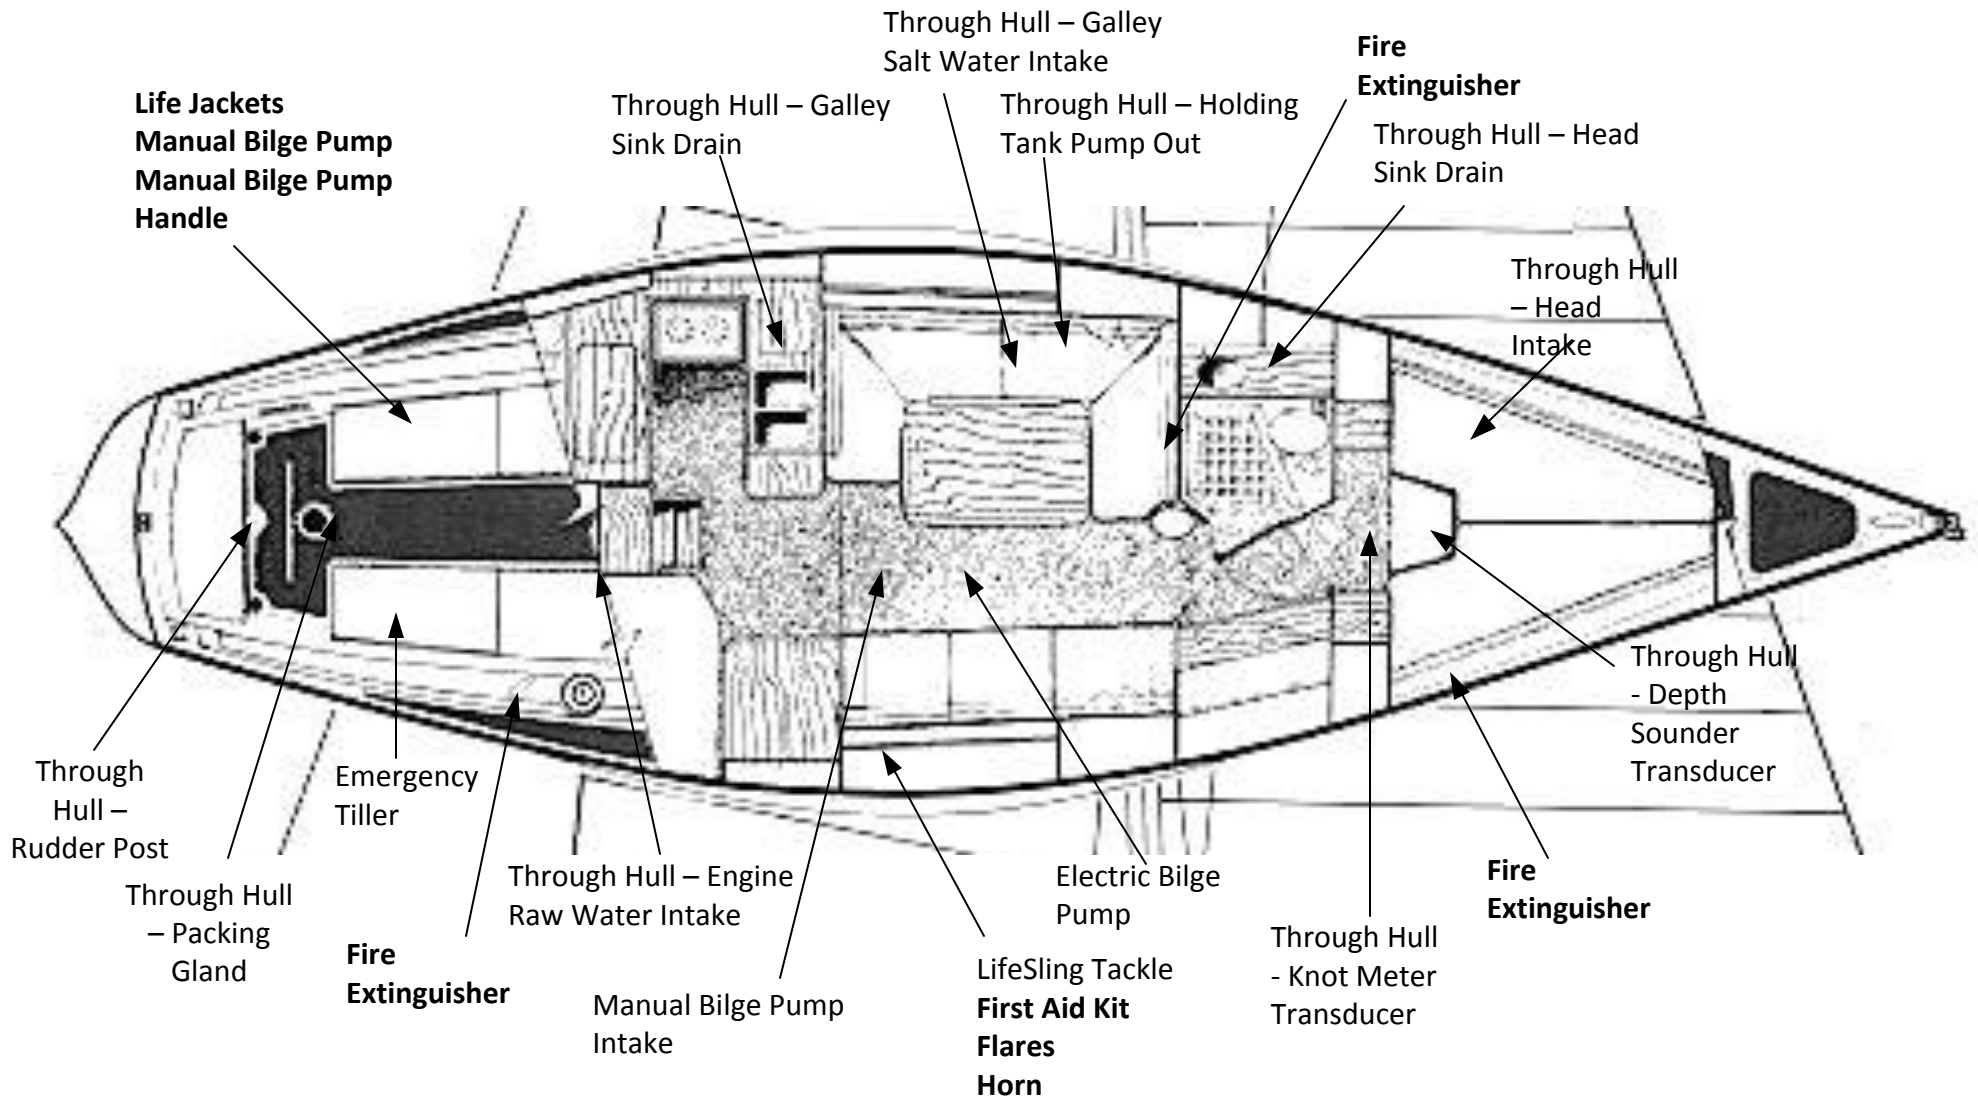 Through Hull – Galley
Salt Water Intake
Fire
Extinguisher
Life Jackets
Manual Bilge Pump
Manual Bilge Pump
Handle
Through Hull – Galley
Sink Drain
Through Hull – Holding
Tank Pump Out
Through Hull – Head
Sink Drain
Through Hull
– Head
Intake
Through Hull
- Depth
Sounder
Transducer
Through
Hull –
Rudder Post
Emergency
Tiller
Through Hull
– Packing
Gland
Fire
Extinguisher
Through Hull – Engine
Raw Water Intake
Manual Bilge Pump
Intake
Electric Bilge
Pump
LifeSling Tackle
First Aid Kit
Flares
Horn
Through Hull
- Knot Meter
Transducer
Fire
Extinguisher